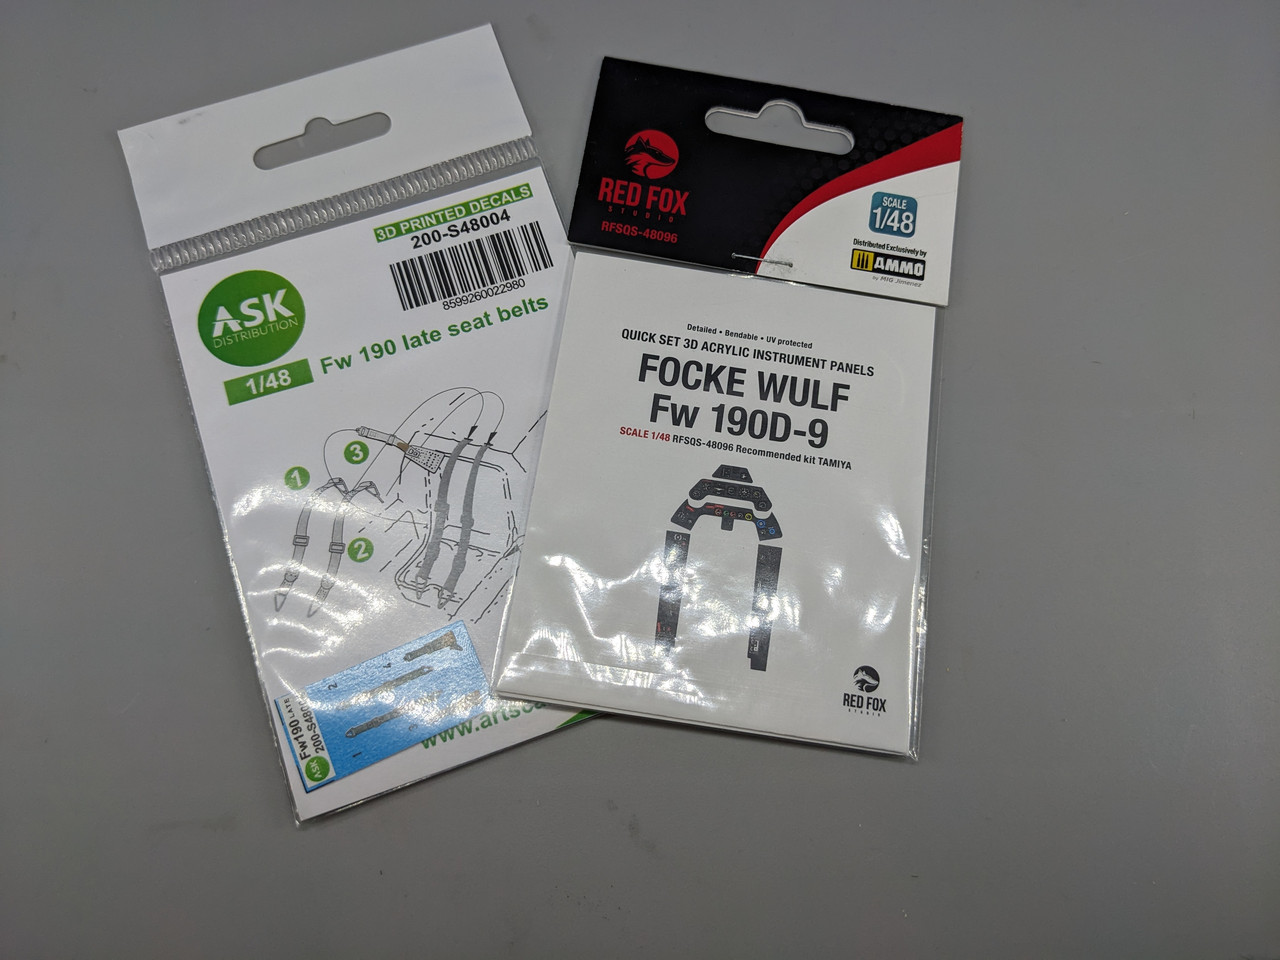 3D PRINTED DECALS
200-S48004
8599260022980
ASK
DISTRIBUTION
1/48
Fw 190 late seat belts
1
3
2
Fw190 LATE
ASK
www.artsca
RED FOX
STUDIO
RFSQS-48096
SCALE
1/48
Distributed Exclusively by
AMMO
by MIG Jimenez
Detailed • Bendable • UV protected
QUICK SET 3D ACRYLIC INSTRUMENT PANELS
FOCKE WULF
Fw 190D-9
SCALE 1/48 RFSQS-48096 Recommended kit TAMIYA
RED FOX
STUDIO